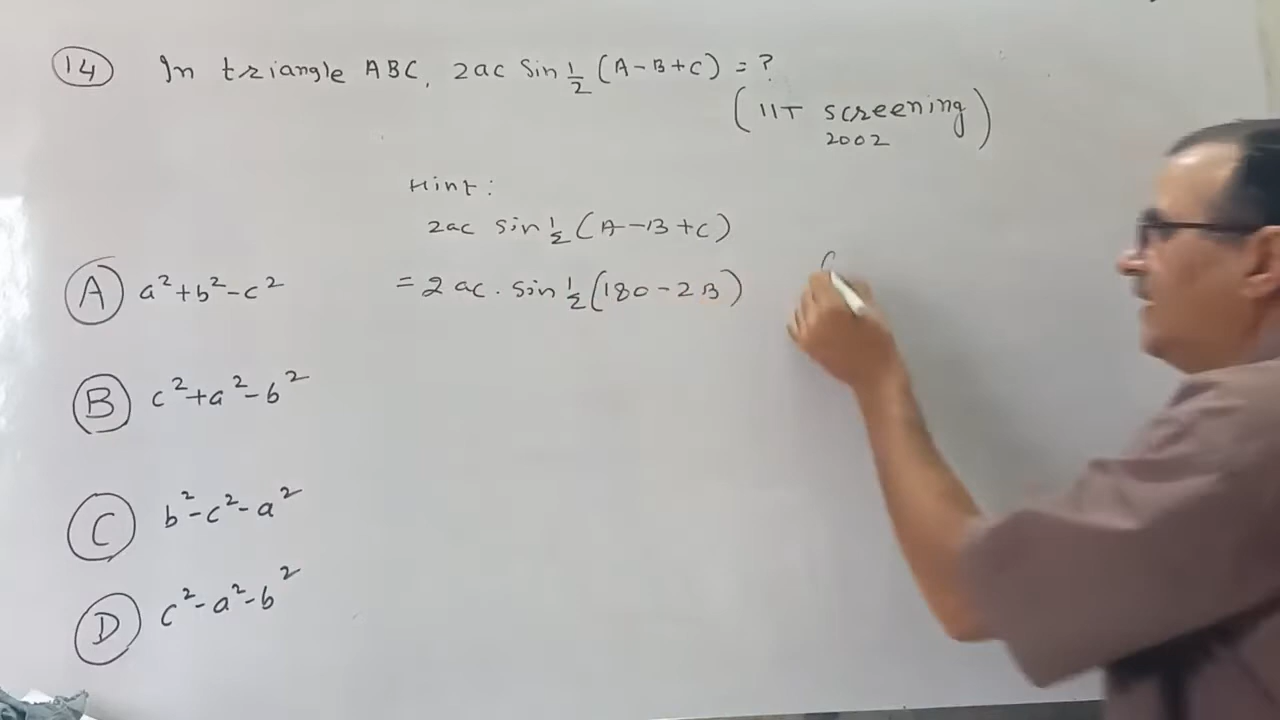 14 In triangle ABC, 2ac Sin 1/2 (A-B+C) = ?
(IIT screening)
2002
Hint:
2ac sin 1/2 (A-B+C)
= 2ac. sin 1/2 (180-2B)
A a²+b²-c²
B c²+a²-b²
C b²-c²-a²
D c²-a²-b²